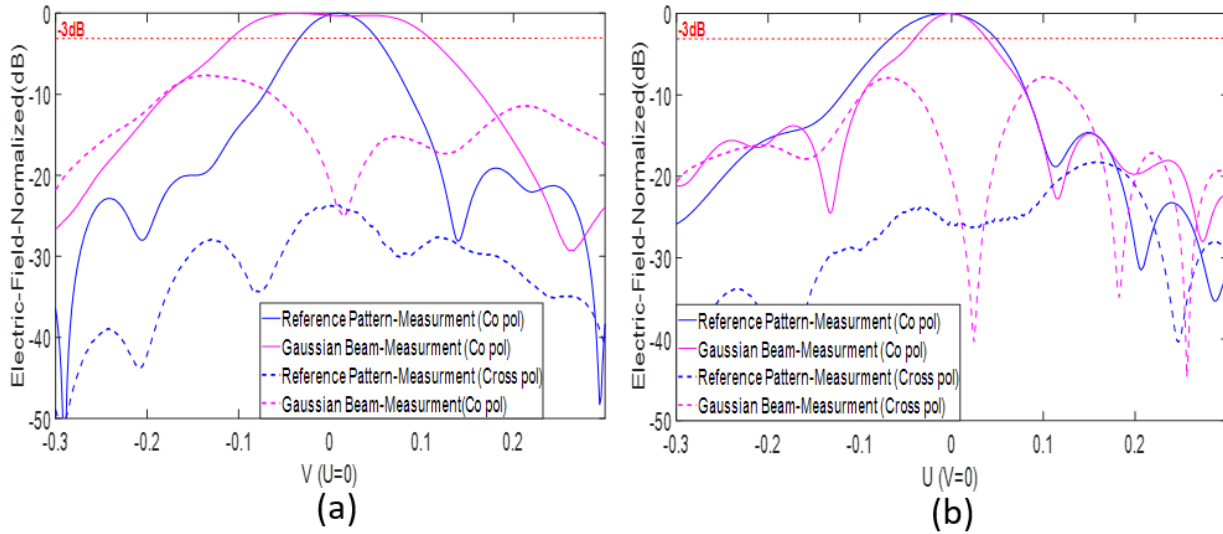 0
-10
-20
-30
-40
-50
-3dB
Electric-Field-Normalized(dB)
Reference Pattern-Measurment (Co pol)
Gaussian Beam-Measurment (Co pol)
Reference Pattern-Measurment (Cross pol)
Gaussian Beam-Measurment(Co pol)
-0.3
-0.2
-0.1
0
0.1
0.2
V (U=0)
(a)
0
-10
-20
-30
-40
-50
-3dB
Electric-Field-Normalized(dB)
Reference Pattern-Measurment (Co pol)
Gaussian Beam-Measurment (Co pol)
Reference Pattern-Measurment (Cross pol)
Gaussian Beam-Measurment (Cross pol)
-0.3
-0.2
-0.1
0
0.1
0.2
U (V=0)
(b)